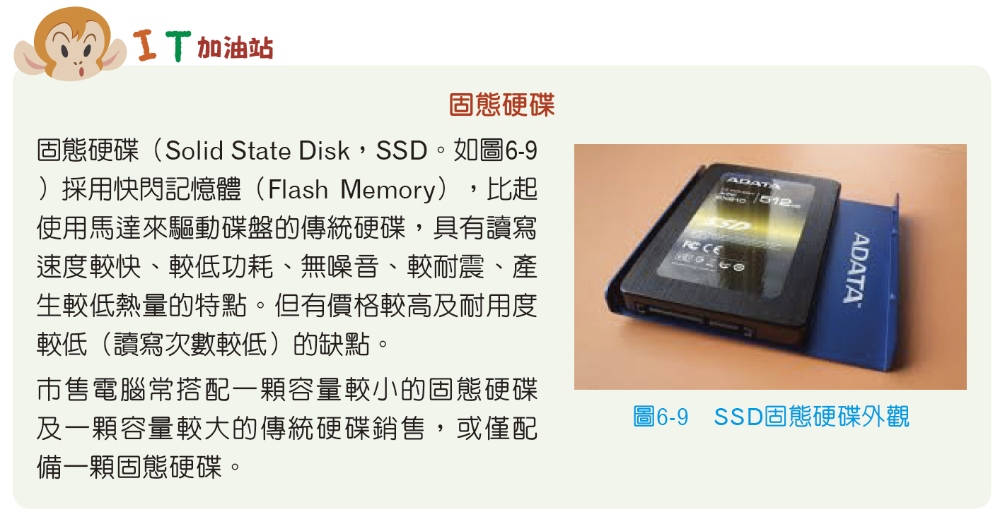 IT加油站
固態硬碟
固態硬碟（Solid State Disk，SSD。如圖6-9
）採用快閃記憶體（Flash Memory），比起
使用馬達來驅動碟盤的傳統硬碟，具有讀寫
速度較快、較低功耗、無噪音、較耐震、產
生較低熱量的特點。但有價格較高及耐用度
較低（讀寫次數較低）的缺點。
市售電腦常搭配一顆容量較小的固態硬碟
及一顆容量較大的傳統硬碟銷售，或僅配
備一顆固態硬碟。
ADATA
512
SSD
FC CE
ADATA
圖6-9 SSD固態硬碟外觀